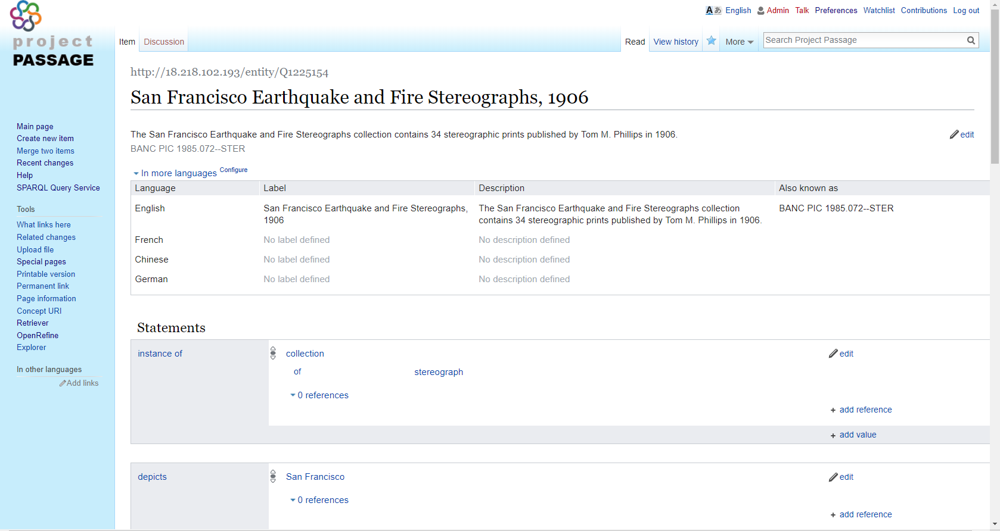 project
PASSAGE
Aあ English Admin Talk Preferences Watchlist Contributions Log out
Item Discussion Read View history More Search Project Passage
http://18.218.102.193/entity/Q1225154
San Francisco Earthquake and Fire Stereographs, 1906
The San Francisco Earthquake and Fire Stereographs collection contains 34 stereographic prints published by Tom M. Phillips in 1906. edit
BANC PIC 1985.072--STER
Main page
Create new item
Merge two items
Recent changes
Help
SPARQL Query Service
Tools
What links here
Related changes
Upload file
Special pages
Printable version
Permanent link
Page information
Concept URI
Retriever
OpenRefine
Explorer
In other languages
Add links
In more languages Configure
Language Label Description Also known as
English San Francisco Earthquake and Fire Stereographs, The San Francisco Earthquake and Fire Stereographs collection BANC PIC 1985.072--STER
1906 contains 34 stereographic prints published by Tom M. Phillips in 1906.
French No label defined No description defined
Chinese No label defined No description defined
German No label defined No description defined
Statements
instance of collection edit
of stereograph
0 references
+ add reference
+ add value
depicts San Francisco edit
0 references
+ add reference